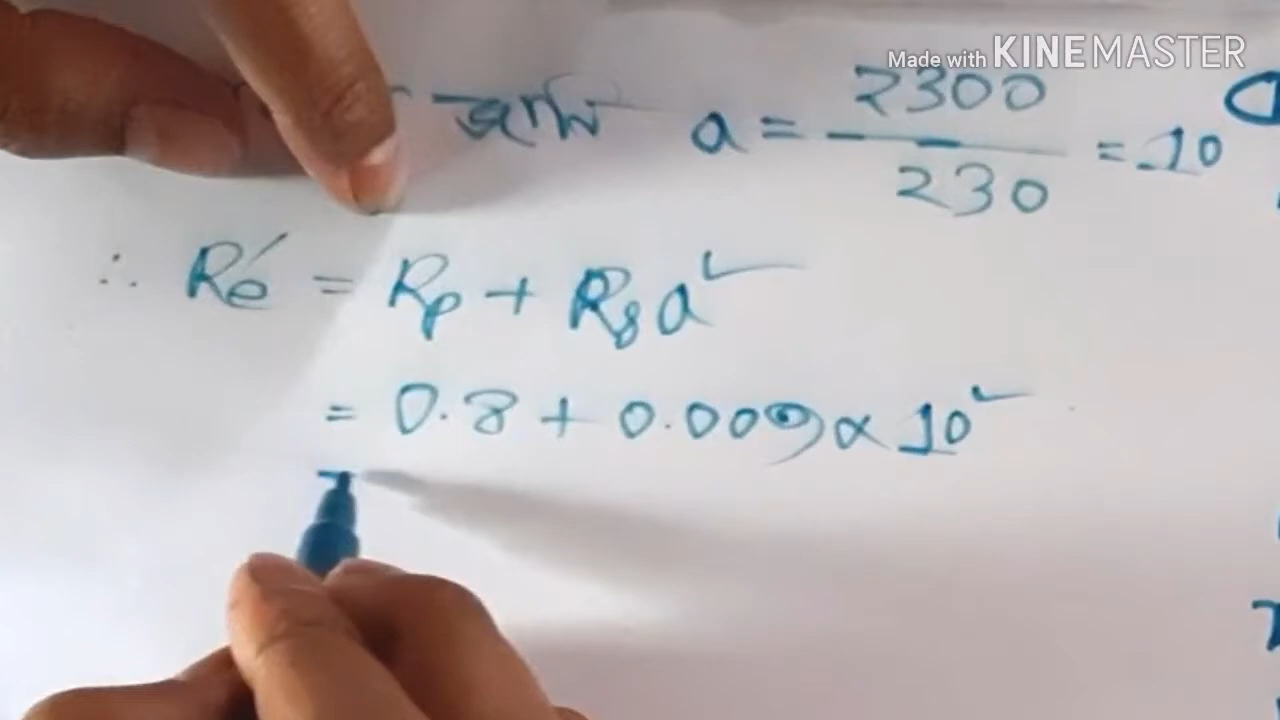 Made with KINEMASTER
জানি a = 2300 / 230 = 10
∴ Re' = Rp + Rs a²
= 0.8 + 0.009 × 10²